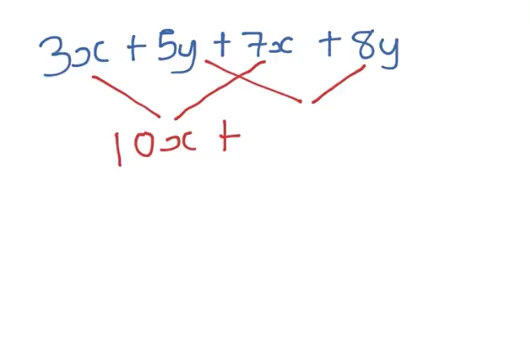 3x + 5y + 7x + 8y
10x +